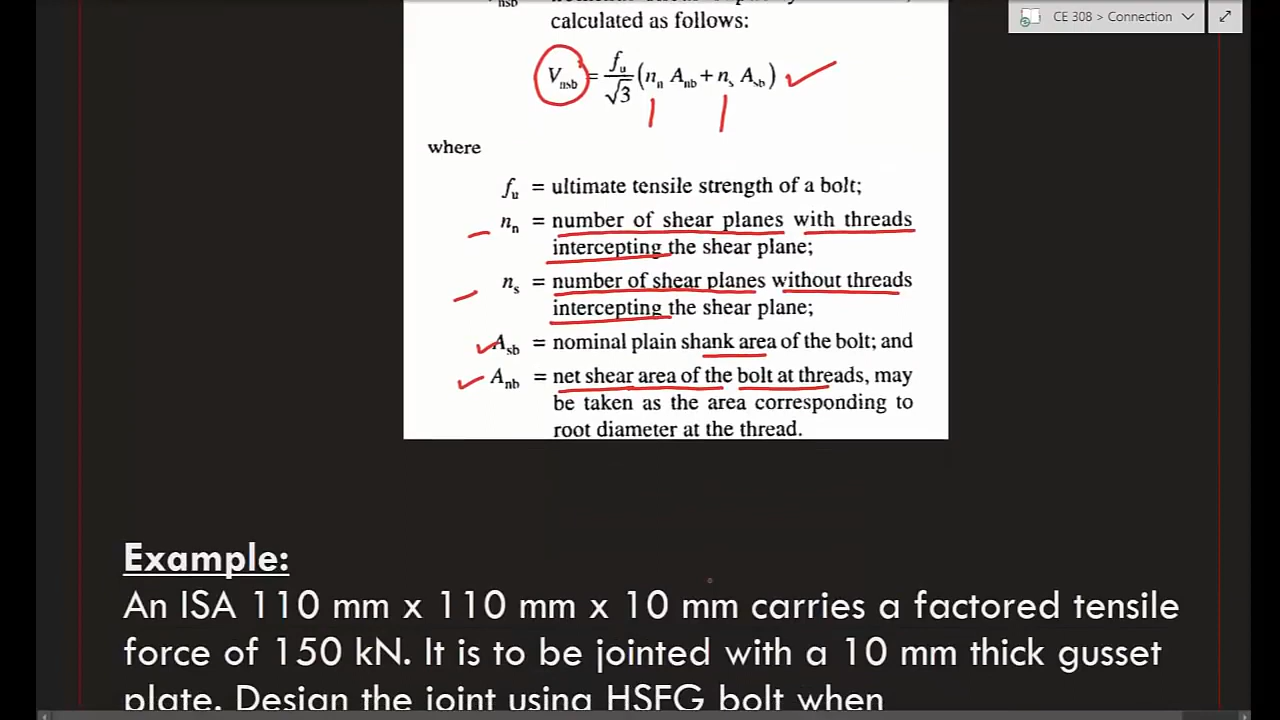 CE 308 > Connection
calculated as follows:
V_nsb = f_u/√3 (n_n A_nb + n_s A_sb)
where
f_u = ultimate tensile strength of a bolt;
n_n = number of shear planes with threads
intercepting the shear plane;
n_s = number of shear planes without threads
intercepting the shear plane;
A_sb = nominal plain shank area of the bolt; and
A_nb = net shear area of the bolt at threads, may
be taken as the area corresponding to
root diameter at the thread.
Example:
An ISA 110 mm x 110 mm x 10 mm carries a factored tensile
force of 150 kN. It is to be jointed with a 10 mm thick gusset
plate. Design the joint using HSFG bolt when